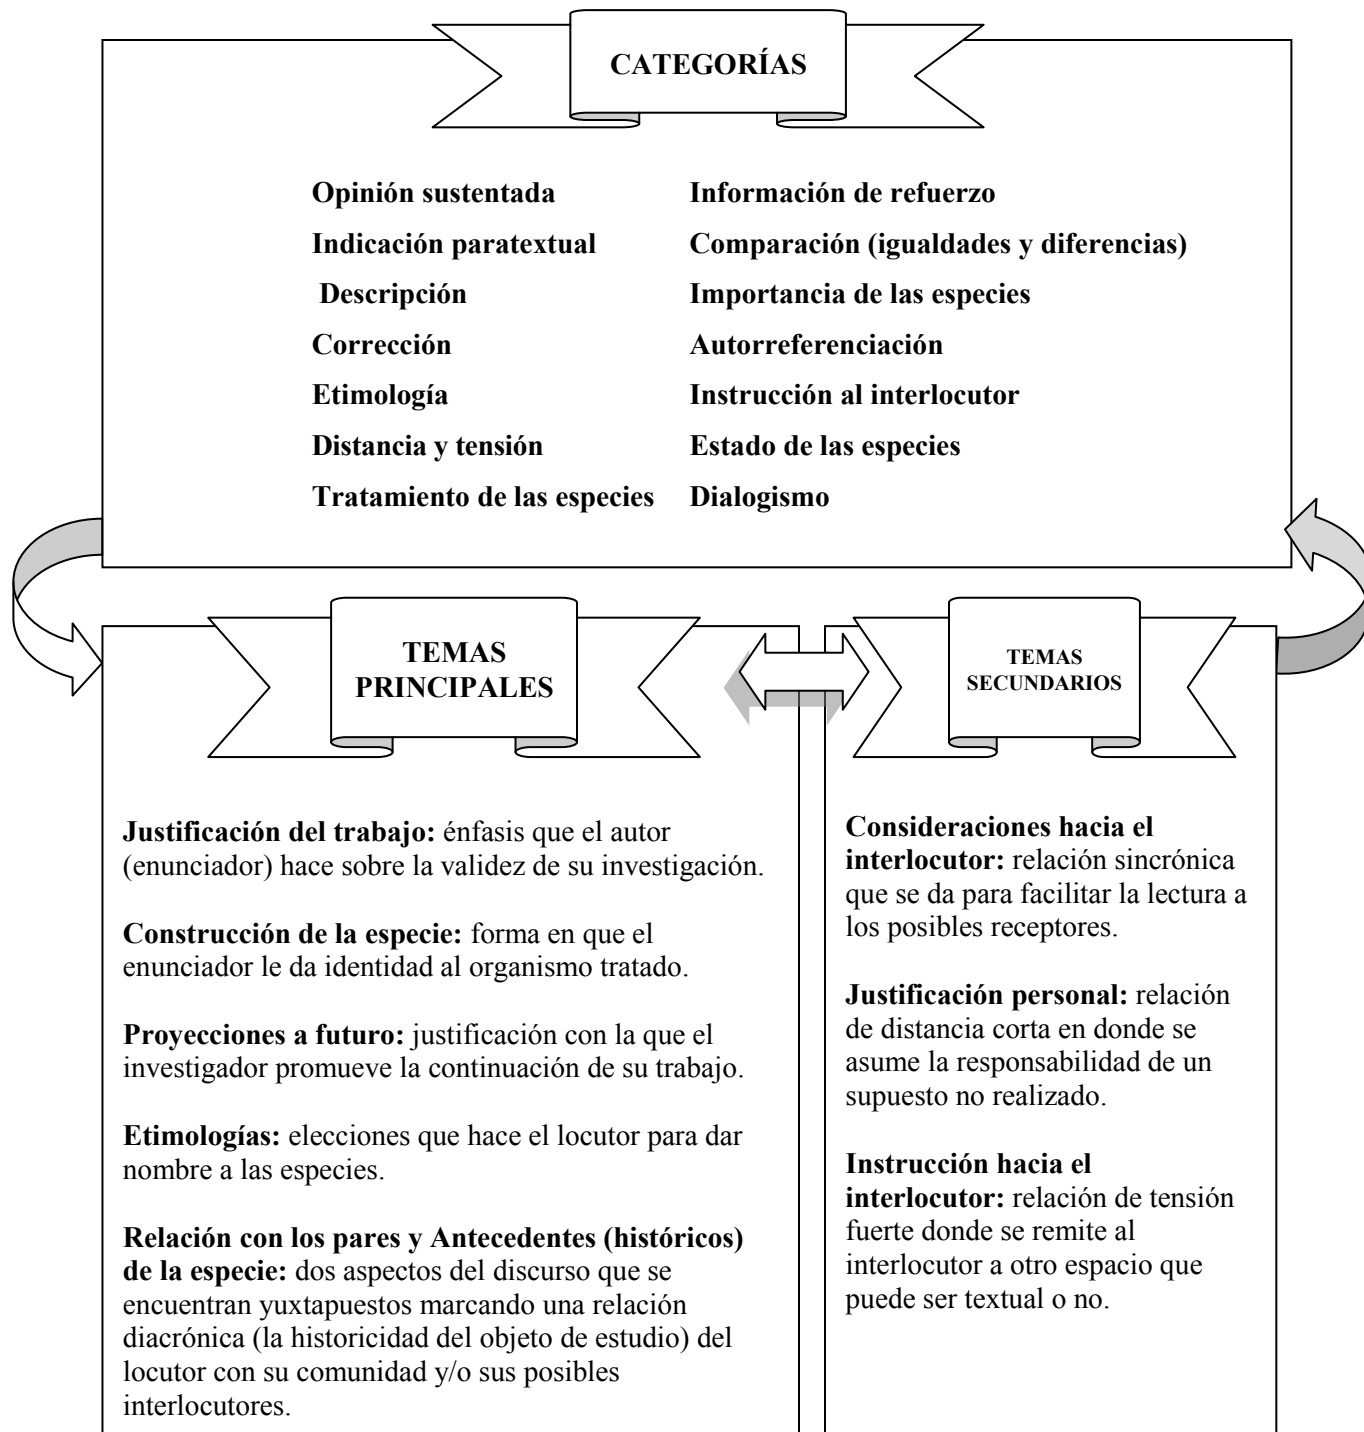 CATEGORÍAS
Opinión sustentada
Información de refuerzo
Indicación paratextual
Comparación (igualdades y diferencias)
Descripción
Importancia de las especies
Corrección
Autorreferenciación
Etimología
Instrucción al interlocutor
Distancia y tensión
Estado de las especies
Tratamiento de las especies
Dialogismo
TEMAS
PRINCIPALES
Justificación del trabajo: énfasis que el autor
(enunciador) hace sobre la validez de su investigación.
Construcción de la especie: forma en que el
enunciador le da identidad al organismo tratado.
Proyecciones a futuro: justificación con la que el
investigador promueve la continuación de su trabajo.
Etimologías: elecciones que hace el locutor para dar
nombre a las especies.
Relación con los pares y Antecedentes (históricos)
de la especie: dos aspectos del discurso que se
encuentran yuxtapuestos marcando una relación
diacrónica (la historicidad del objeto de estudio) del
locutor con su comunidad y/o sus posibles
interlocutores.
TEMAS
SECUNDARIOS
Consideraciones hacia el
interlocutor: relación sincrónica
que se da para facilitar la lectura a
los posibles receptores.
Justificación personal: relación
de distancia corta en donde se
asume la responsabilidad de un
supuesto no realizado.
Instrucción hacia el
interlocutor: relación de tensión
fuerte donde se remite al
interlocutor a otro espacio que
puede ser textual o no.